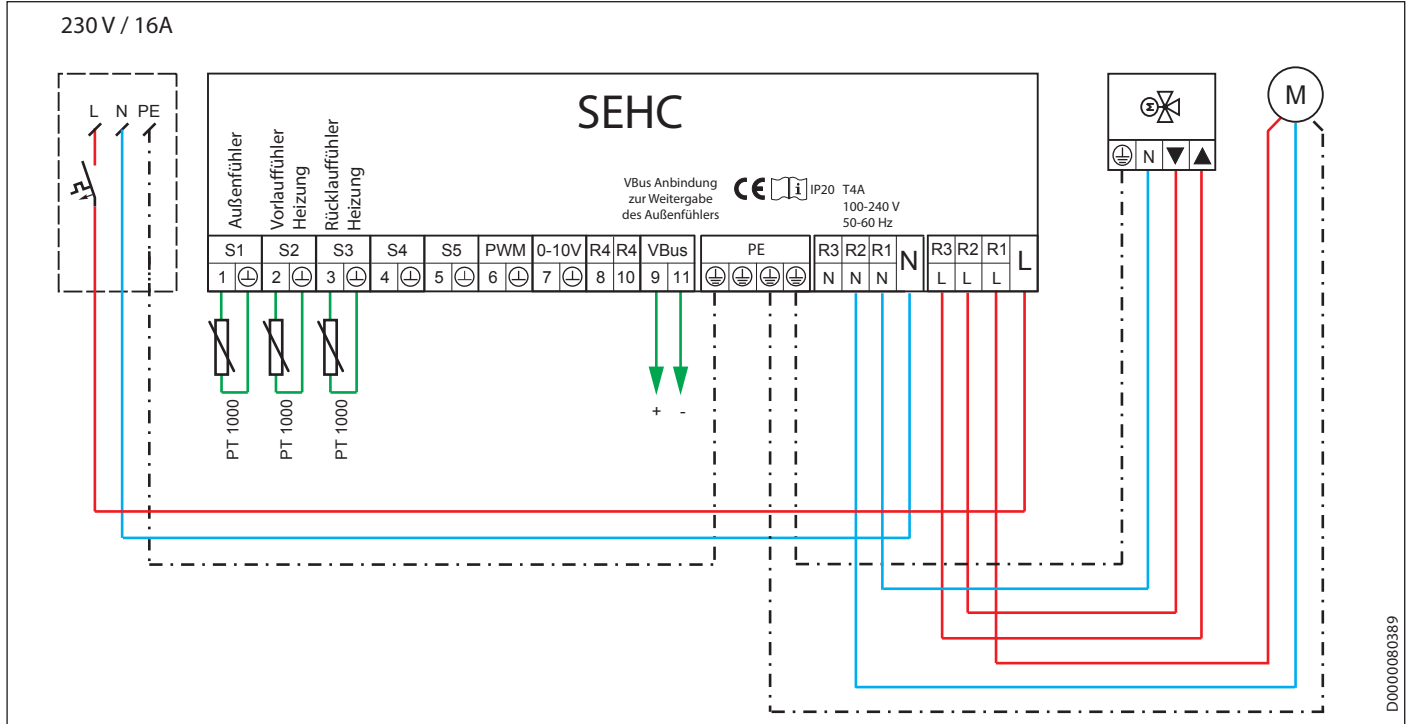 230 V / 16A
L N PE
SEHC
Außenfühler
Vorlauffühler
Heizung
Rücklauffühler
Heizung
VBus Anbindung
zur Weitergabe
des Außenfühlers
CE i IP20 T4A
100-240 V
50-60 Hz
S1 S2 S3 S4 S5 PWM 0-10V R4 R4 VBus PE R3 R2 R1 N R3 R2 R1 L
1 2 3 4 5 6 7 8 10 9 11 N N N L L L
M
N
M
PT 1000
PT 1000
PT 1000
+ -
D0000080389